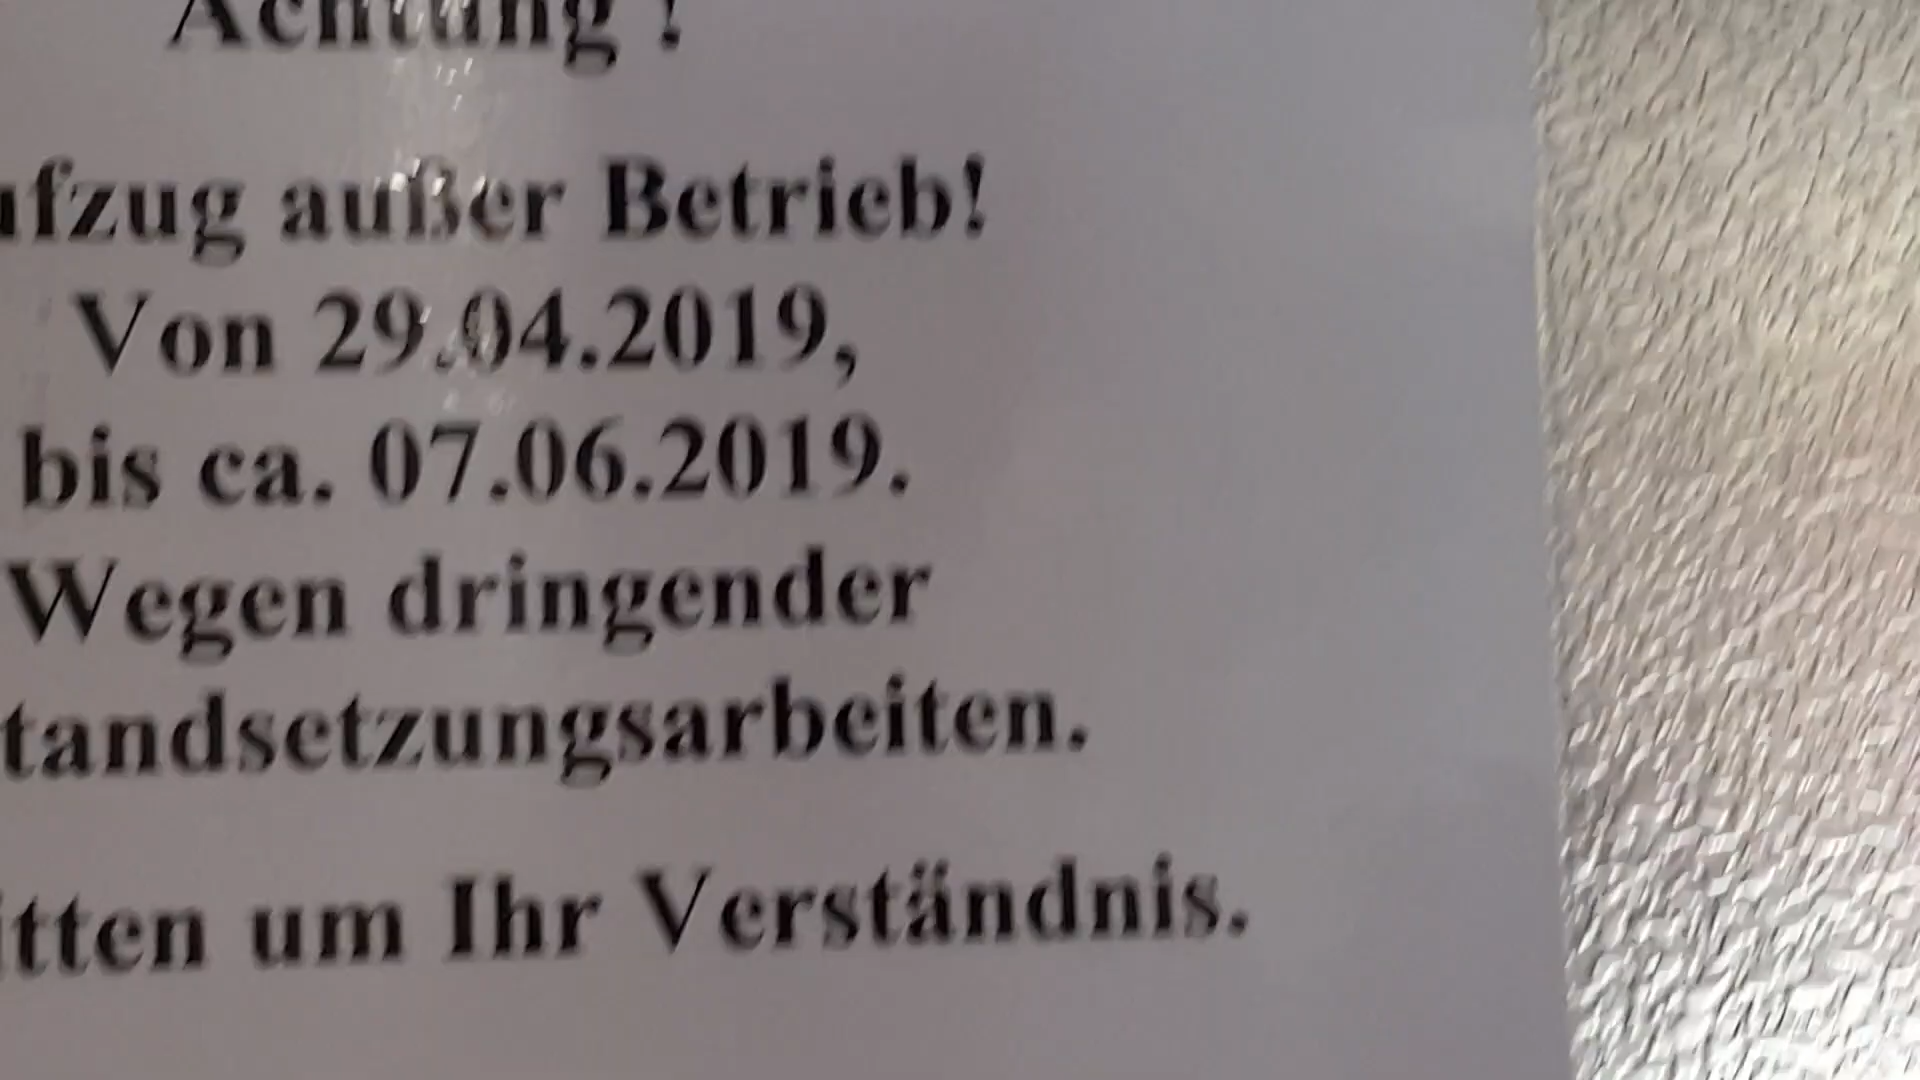 Achtung !
ufzug außer Betrieb!
Von 29.04.2019,
bis ca. 07.06.2019.
Wegen dringender
tandsetzungsarbeiten.
itten um Ihr Verständnis.